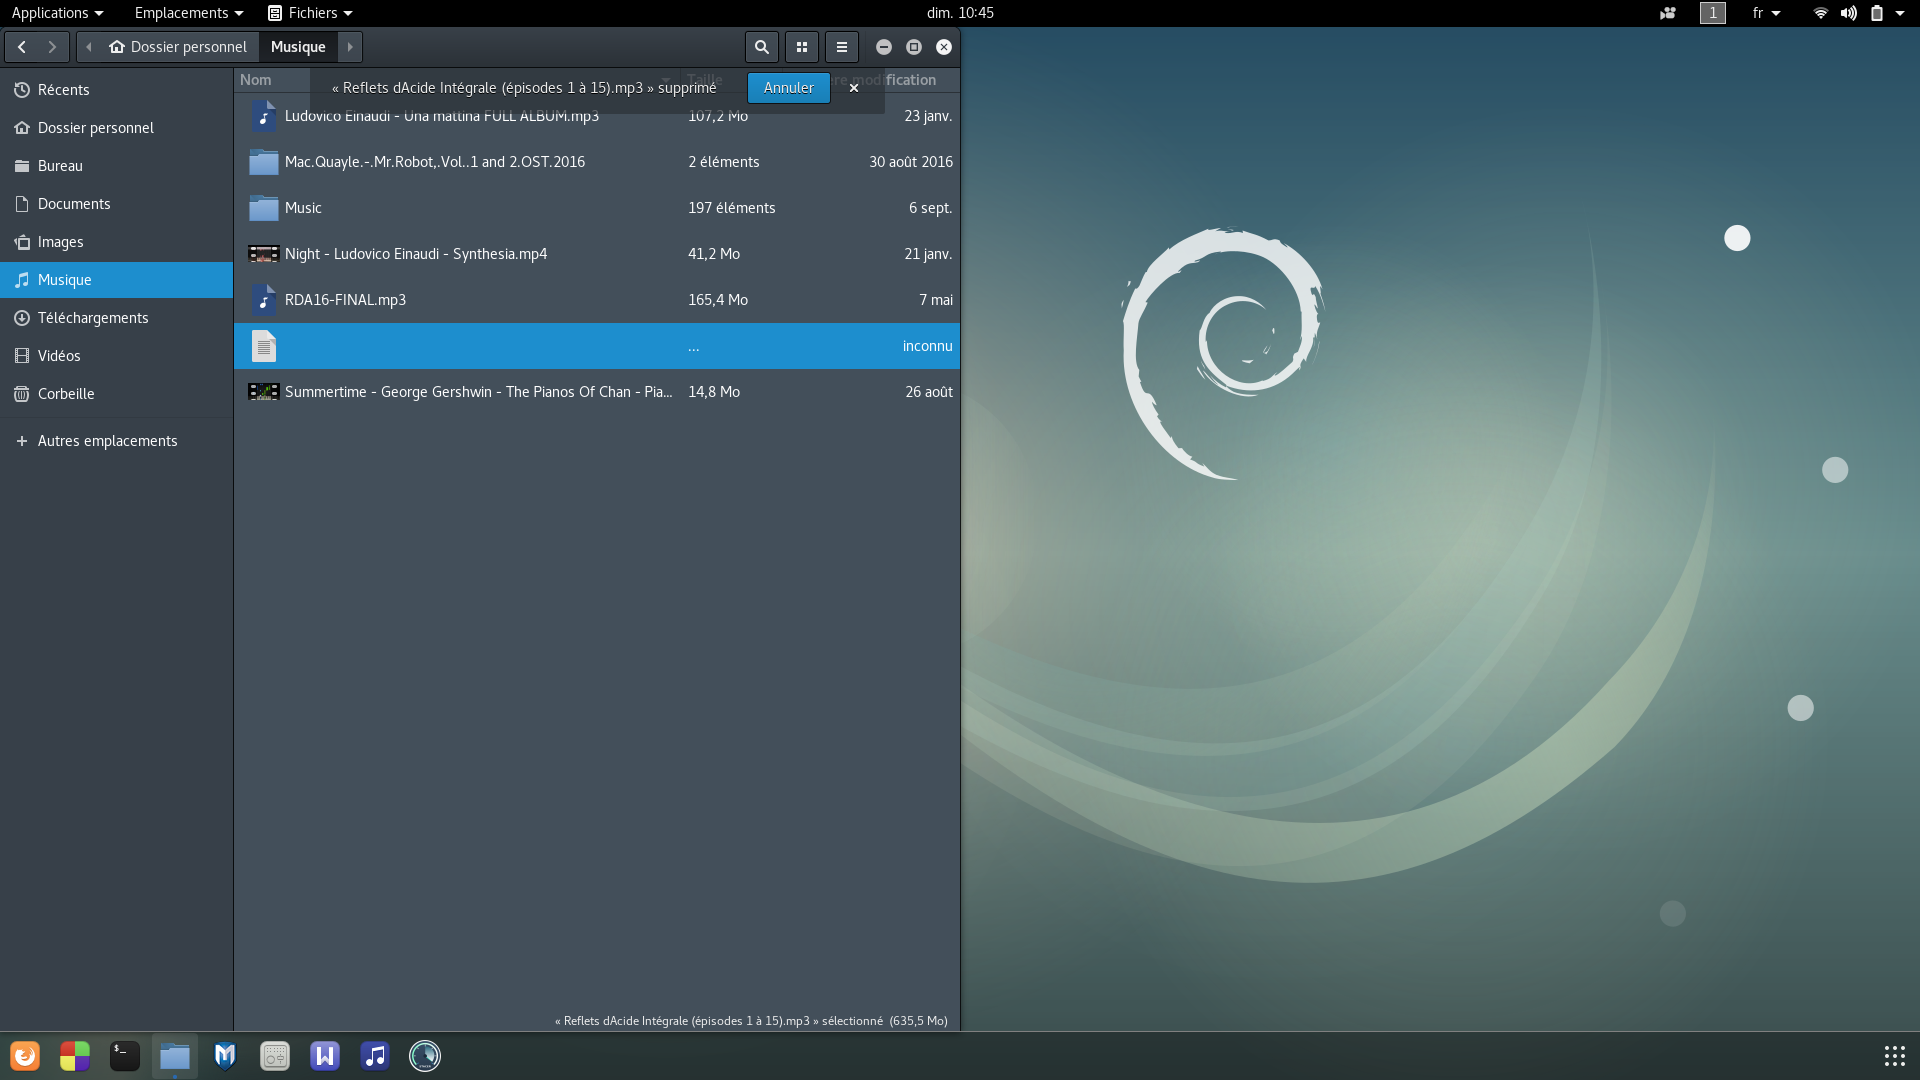 Applications Emplacements Fichiers dim. 10:45 1 fr
Dossier personnel Musique
Nom Taille ère modification
« Reflets dAcide Intégrale (épisodes 1 à 15).mp3 » supprimé Annuler
Récents
Dossier personnel
Bureau
Documents
Images
Musique
Téléchargements
Vidéos
Corbeille
Autres emplacements
Ludovico Einaudi - Una mattina FULL ALBUM.mp3 107,2 Mo 23 janv.
Mac.Quayle.-.Mr.Robot,.Vol..1 and 2.OST.2016 2 éléments 30 août 2016
Music 197 éléments 6 sept.
Night - Ludovico Einaudi - Synthesia.mp4 41,2 Mo 21 janv.
RDA16-FINAL.mp3 165,4 Mo 7 mai
... inconnu
Summertime - George Gershwin - The Pianos Of Chan - Pia... 14,8 Mo 26 août
« Reflets dAcide Intégrale (épisodes 1 à 15).mp3 » sélectionné (635,5 Mo)
$_ W